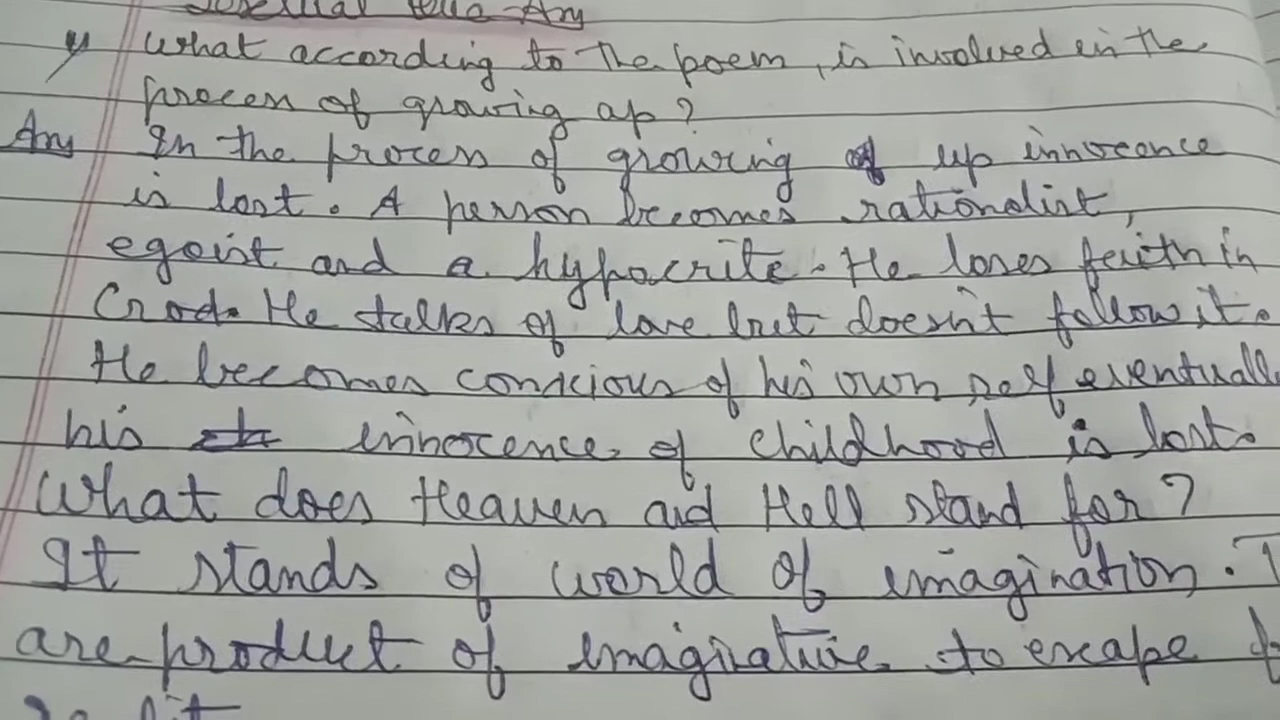 Ans
y What according to the poem, is involved in the
process of growing up?
Ans In the process of growing up innocence
is lost. A person becomes rationalist,
egoist and a hypocrite. He loses faith in
God. He talks of love but doesn't follow it.
He becomes concious of his own self eventuall
his innocence of childhood is lost.
What does Heaven and Hell stand for?
It stands of world of imagination.
are product of imaginative to escape